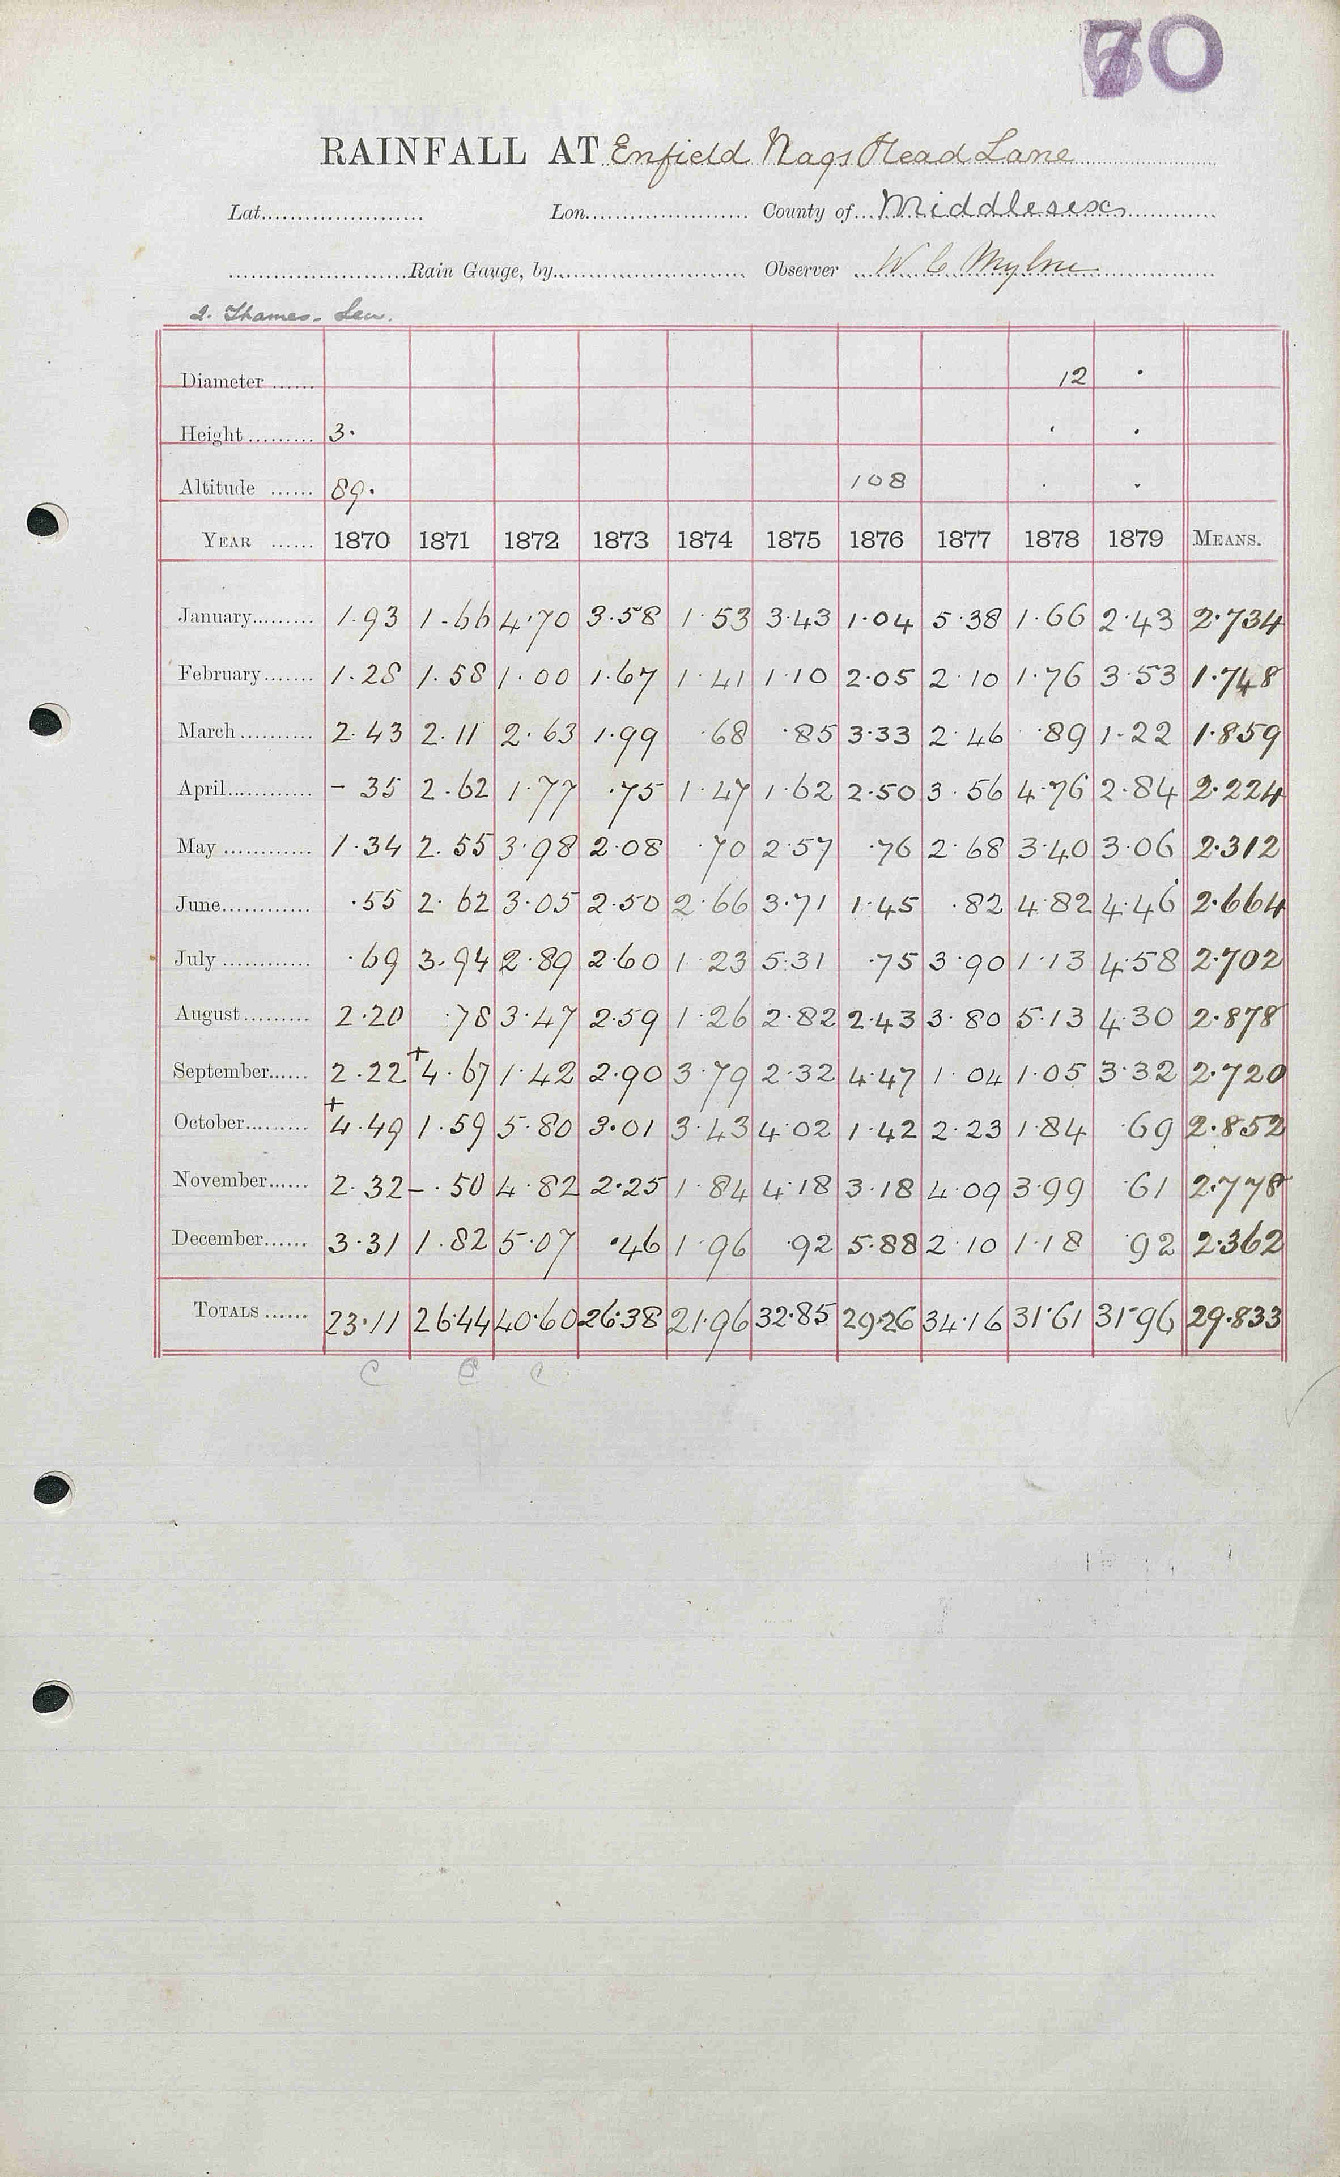 70
RAINFALL AT Enfield Nags Head Lane
Lat. Lon. County of Middlesex
Rain Gauge, by Observer W C Mylne
2. Thames - Lea.
Diameter 12 ·
Height 3. · ·
Altitude 89. 108 · ·
YEAR 1870 1871 1872 1873 1874 1875 1876 1877 1878 1879 MEANS.
January 1.93 1.66 4.70 3.58 1.53 3.43 1.04 5.38 1.66 2.43 2.734
February 1.28 1.58 1.00 1.67 1.41 1.10 2.05 2.10 1.76 3.53 1.748
March 2.43 2.11 2.63 1.99 .68 .85 3.33 2.46 .89 1.22 1.859
April - 35 2.62 1.77 .75 1.47 1.62 2.50 3.56 4.76 2.84 2.224
May 1.34 2.55 3.98 2.08 .70 2.57 .76 2.68 3.40 3.06 2.312
June .55 2.62 3.05 2.50 2.66 3.71 1.45 .82 4.82 4.46 2.664
July .69 3.94 2.89 2.60 1.23 5.31 .75 3.90 1.13 4.58 2.702
August 2.20 .78 3.47 2.59 1.26 2.82 2.43 3.80 5.13 4.30 2.878
September 2.22 +4.67 1.42 2.90 3.79 2.32 4.47 1.04 1.05 3.32 2.720
October +4.49 1.59 5.80 3.01 3.43 4.02 1.42 2.23 1.84 .69 2.852
November 2.32 -.50 4.82 2.25 1.84 4.18 3.18 4.09 3.99 .61 2.778
December 3.31 1.82 5.07 .46 1.96 .92 5.88 2.10 1.18 .92 2.362
TOTALS 23.11 26.44 40.60 26.38 21.96 32.85 29.26 34.16 31.61 31.96 29.833
C C C